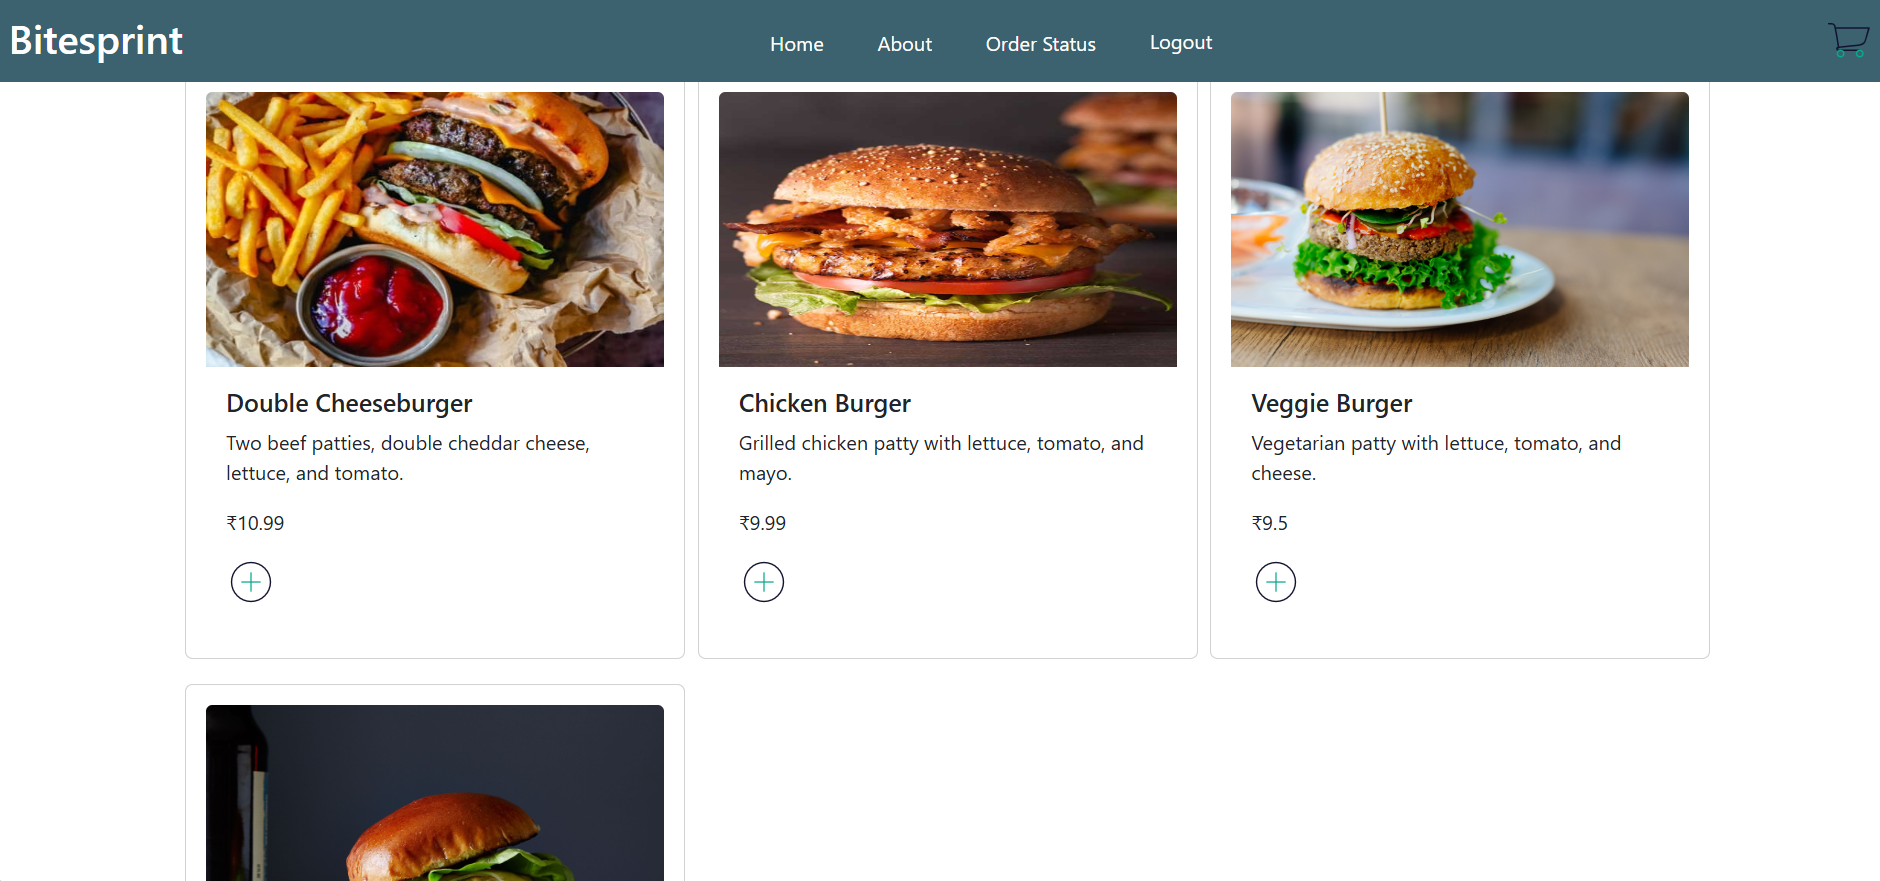 Bitesprint
Home
About
Order Status
Logout
Double Cheeseburger
Two beef patties, double cheddar cheese,
lettuce, and tomato.
₹10.99
Chicken Burger
Grilled chicken patty with lettuce, tomato, and
mayo.
₹9.99
Veggie Burger
Vegetarian patty with lettuce, tomato, and
cheese.
₹9.5